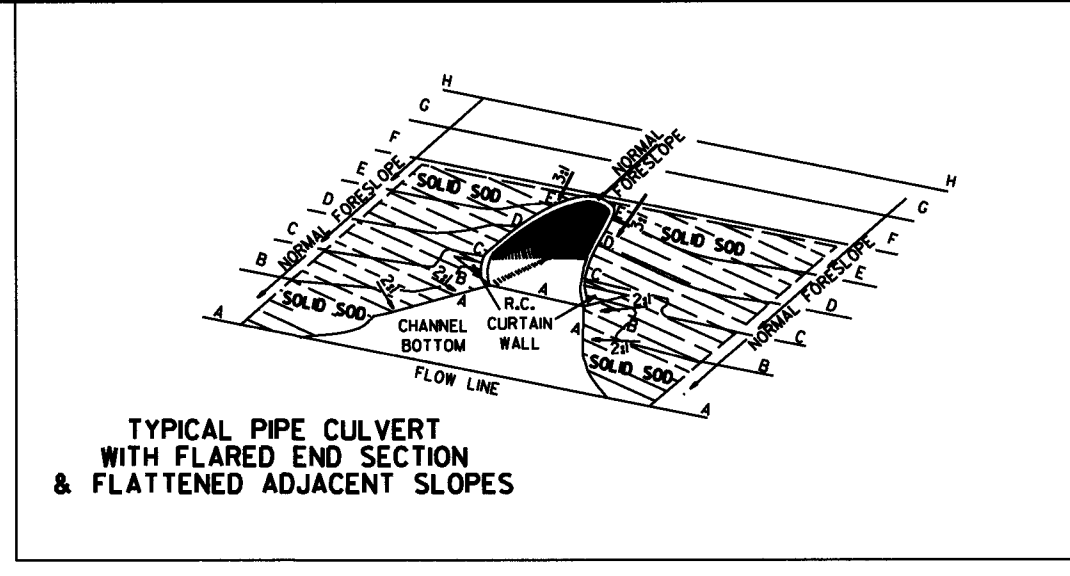 H
G
F
E
D
C
B
A
NORMAL FORESLOPE
SOLID SOD
SOLID SOD
2:1
2:1
NORMAL
FORESLOPE
3:1
E
D
C
B
A
E
3:1
D
C
B
A
A
SOLID SOD
2:1
2:1
SOLID SOD
R.C.
CURTAIN
WALL
CHANNEL
BOTTOM
FLOW LINE
NORMAL FORESLOPE
H
G
F
E
D
C
B
A
TYPICAL PIPE CULVERT
WITH FLARED END SECTION
& FLATTENED ADJACENT SLOPES